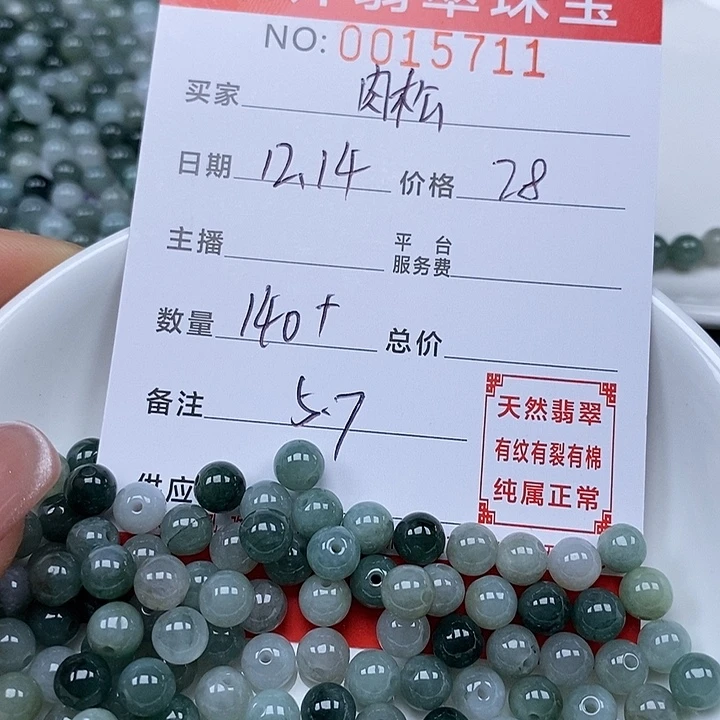 翡翠珠宝
NO: 0015711
买家 肉松
日期 12.14 价格 28
主播 平台服务费
数量 140+ 总价
备注 5.7
天然翡翠
有纹有裂有棉
纯属正常
供应